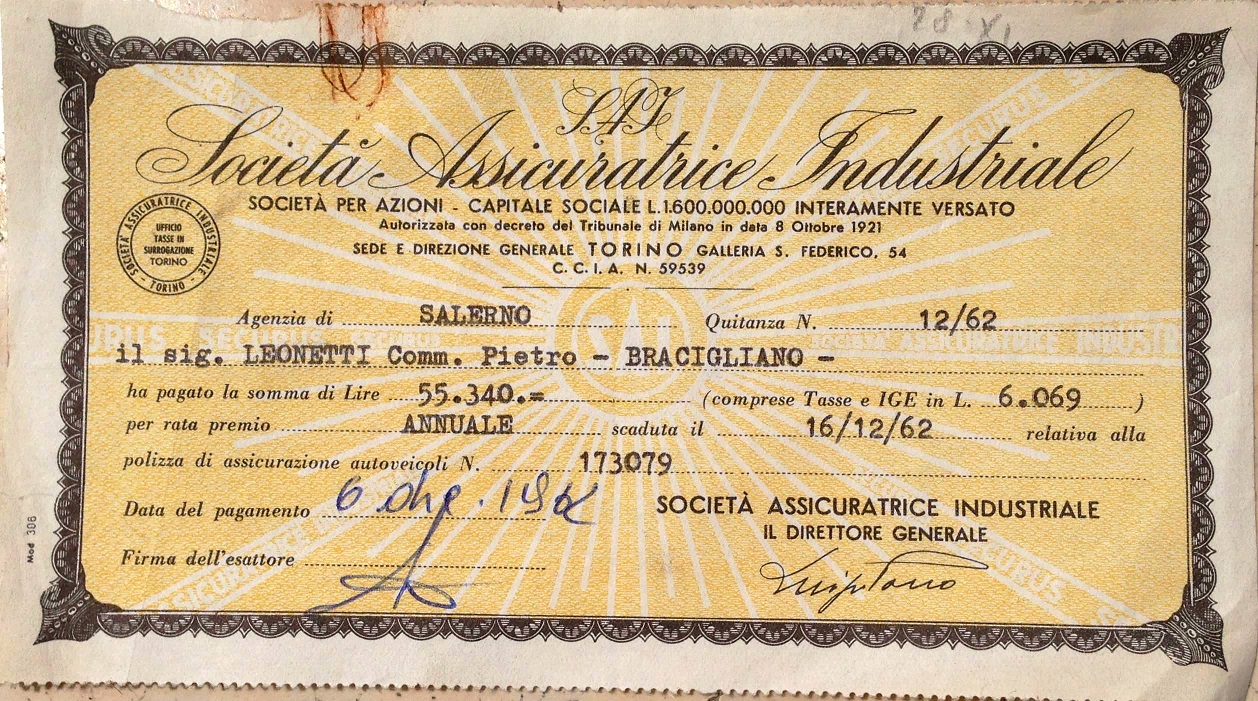 28 XI
SAI
Società Assicuratrice Industriale
SOCIETÀ PER AZIONI - CAPITALE SOCIALE L. 1.600.000.000 INTERAMENTE VERSATO
Autorizzata con decreto del Tribunale di Milano in data 8 Ottobre 1921
SEDE E DIREZIONE GENERALE TORINO GALLERIA S. FEDERICO, 54
C. C. I. A. N. 59539
SOCIETA' ASSICURATRICE INDUSTRIALE
- TORINO -
UFFICIO
TASSE IN
SURROGAZIONE
TORINO
Agenzia di SALERNO Quitanza N. 12/62
il sig. LEONETTI Comm. Pietro - BRACIGLIANO -
ha pagato la somma di Lire 55.340.= (comprese Tasse e IGE in L. 6.069 )
per rata premio ANNUALE scaduta il 16/12/62 relativa alla
polizza di assicurazione autoveicoli N. 173079
Data del pagamento 6 196
SOCIETÀ ASSICURATRICE INDUSTRIALE
IL DIRETTORE GENERALE
Firma dell'esattore
Mod 306